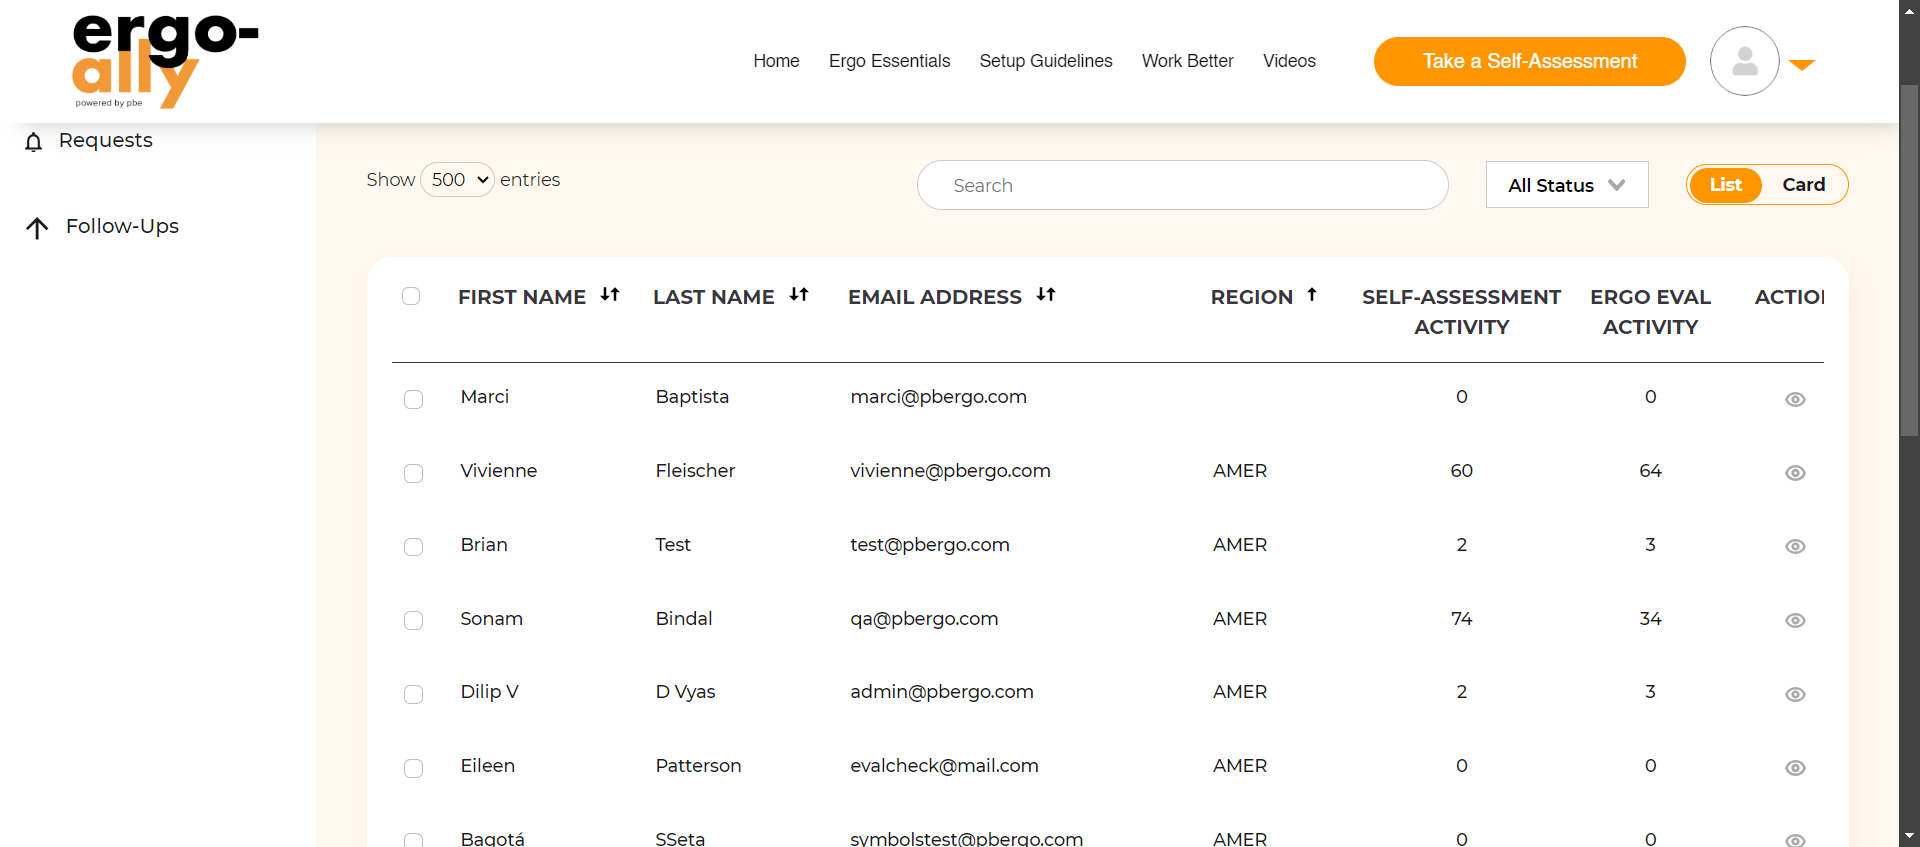 ergo-
ally
powered by pbe
Home Ergo Essentials Setup Guidelines Work Better Videos Take a Self-Assessment
Requests
Follow-Ups
Show 500 entries Search All Status List Card
FIRST NAME LAST NAME EMAIL ADDRESS REGION SELF-ASSESSMENT ACTIVITY ERGO EVAL ACTIVITY ACTION
Marci Baptista marci@pbergo.com 0 0
Vivienne Fleischer vivienne@pbergo.com AMER 60 64
Brian Test test@pbergo.com AMER 2 3
Sonam Bindal qa@pbergo.com AMER 74 34
Dilip V D Vyas admin@pbergo.com AMER 2 3
Eileen Patterson evalcheck@mail.com AMER 0 0
Bagotá SSeta symbolstest@pbergo.com AMER 0 0